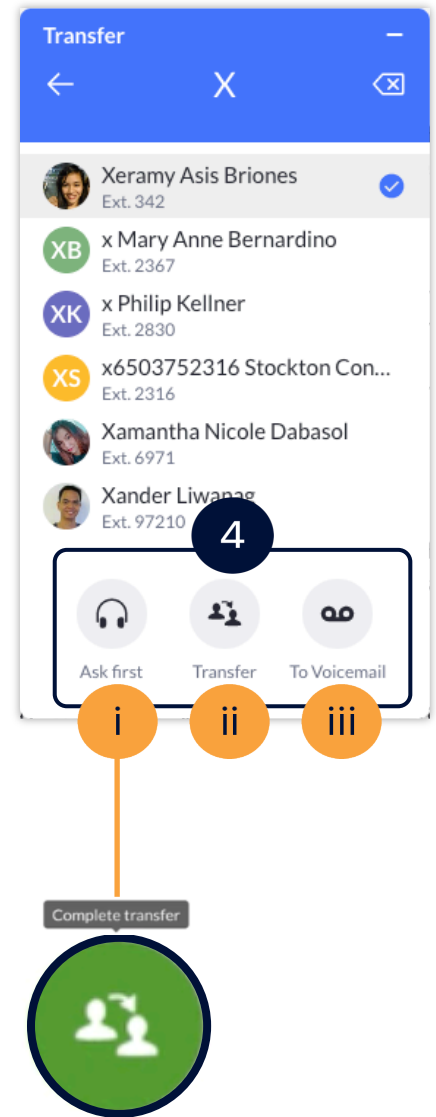 Transfer
X
Xeramy Asis Briones
Ext. 342
XB
x Mary Anne Bernardino
Ext. 2367
XK
x Philip Kellner
Ext. 2830
XS
x6503752316 Stockton Con...
Ext. 2316
Xamantha Nicole Dabasol
Ext. 6971
Xander Liwanag
Ext. 97210
4
Ask first
Transfer
To Voicemail
i
ii
iii
Complete transfer